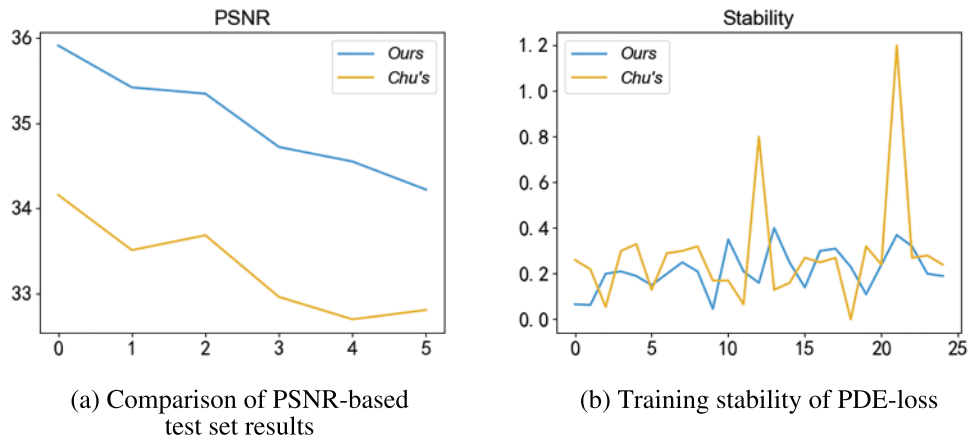 PSNR
36
35
34
33
0 1 2 3 4 5
Ours
Chu's
(a) Comparison of PSNR-based
test set results
Stability
1.2
1.0
0.8
0.6
0.4
0.2
0.0
0 5 10 15 20 25
Ours
Chu's
(b) Training stability of PDE-loss